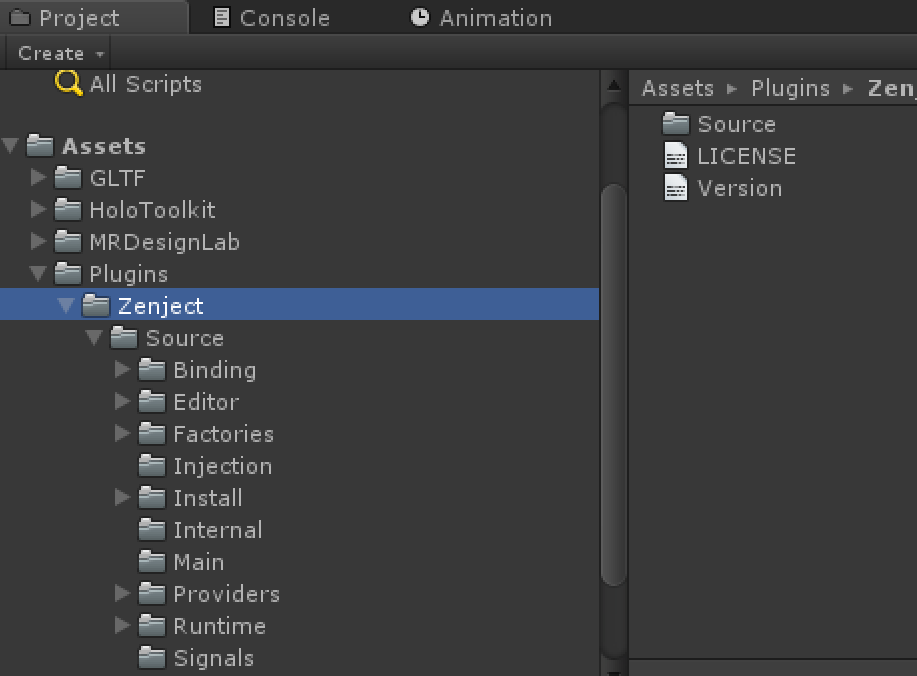 Project Console Animation
Create
All Scripts
Assets
GLTF
HoloToolkit
MRDesignLab
Plugins
Zenject
Source
Binding
Editor
Factories
Injection
Install
Internal
Main
Providers
Runtime
Signals
Assets Plugins Zen
Source
LICENSE
Version